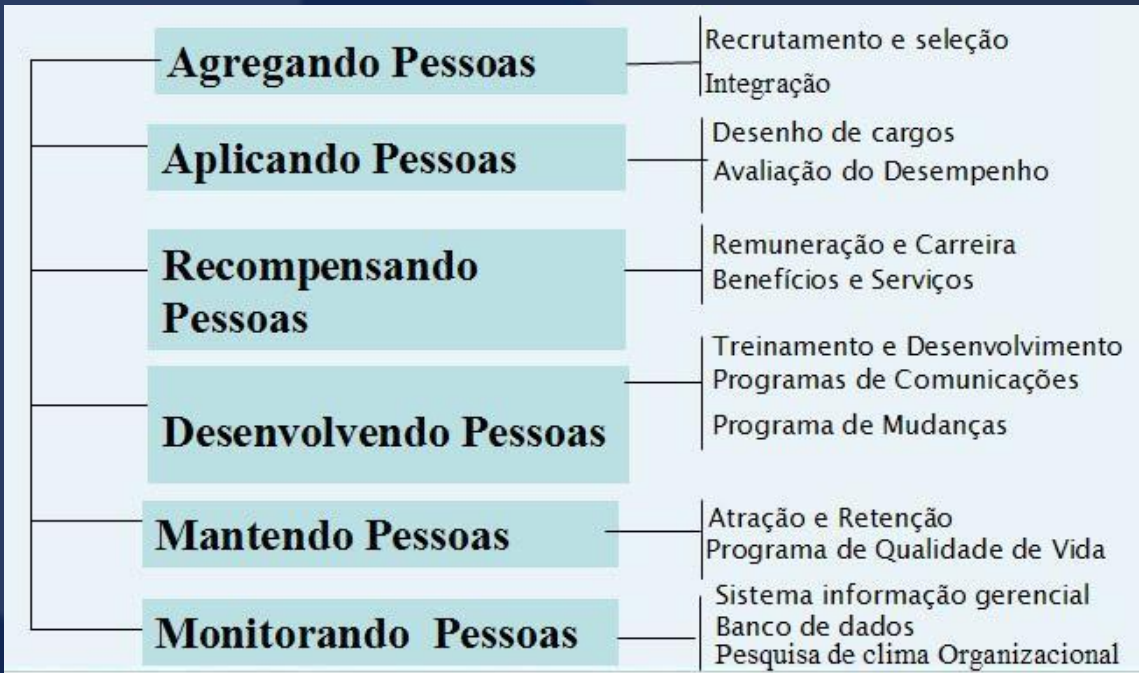 Agregando Pessoas
Recrutamento e seleção
Integração
Aplicando Pessoas
Desenho de cargos
Avaliação do Desempenho
Recompensando
Pessoas
Remuneração e Carreira
Benefícios e Serviços
Desenvolvendo Pessoas
Treinamento e Desenvolvimento
Programas de Comunicações
Programa de Mudanças
Mantendo Pessoas
Atração e Retenção
Programa de Qualidade de Vida
Monitorando Pessoas
Sistema informação gerencial
Banco de dados
Pesquisa de clima Organizacional